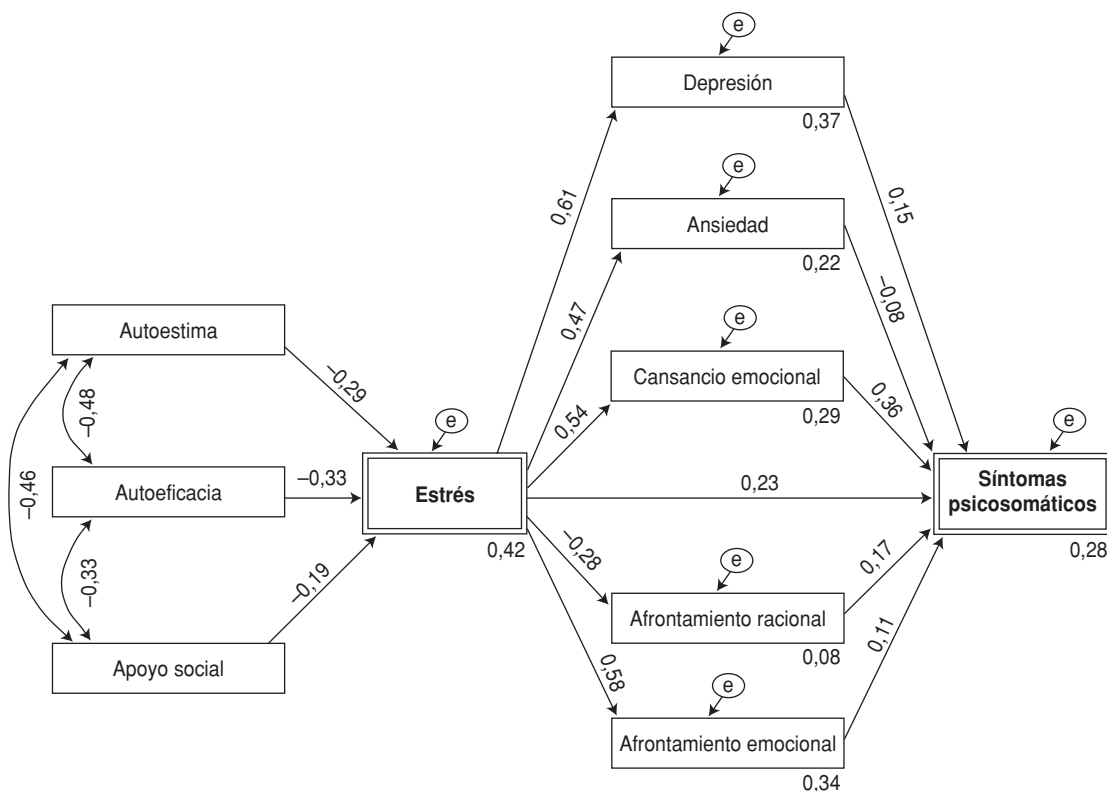 e
Depresión
0,37
0,61
0,15
e
Ansiedad
0,22
0,47
–0,08
Autoestima
–0,29
–0,48
e
Cansancio emocional
0,29
0,54
0,36
–0,46
Autoeficacia
–0,33
e
Estrés
0,42
0,23
e
Síntomas
psicosomáticos
0,28
–0,33
–0,19
Apoyo social
–0,28
e
Afrontamiento racional
0,08
0,17
0,58
e
Afrontamiento emocional
0,34
0,11